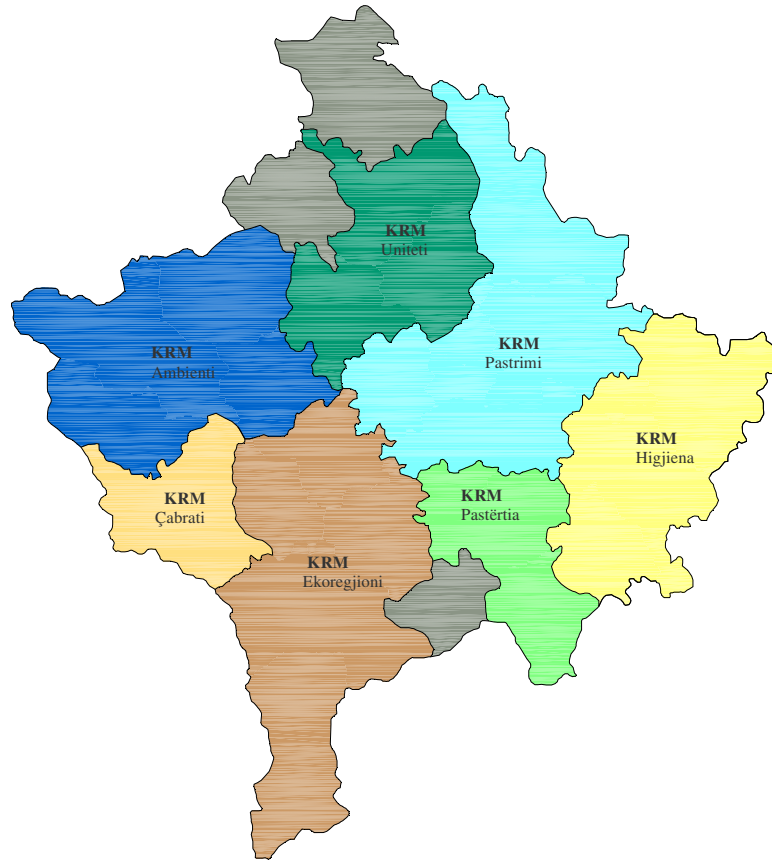 KRM
Uniteti
KRM
Pastrimi
KRM
Ambienti
KRM
Higjiena
KRM
Çabrati
KRM
Pastërtia
KRM
Ekoregjioni